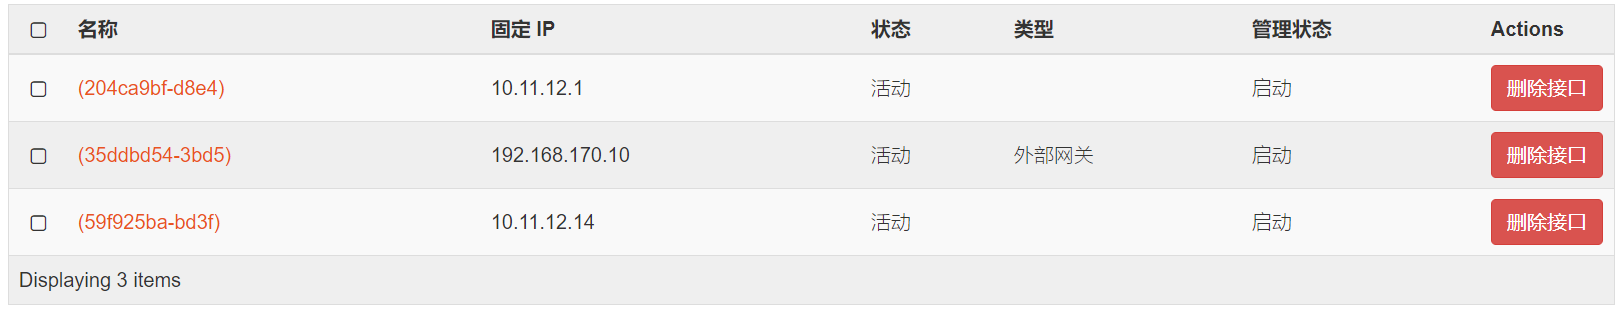 名称 固定 IP 状态 类型 管理状态 Actions
(204ca9bf-d8e4) 10.11.12.1 活动 启动 删除接口
(35ddbd54-3bd5) 192.168.170.10 活动 外部网关 启动 删除接口
(59f925ba-bd3f) 10.11.12.14 活动 启动 删除接口
Displaying 3 items